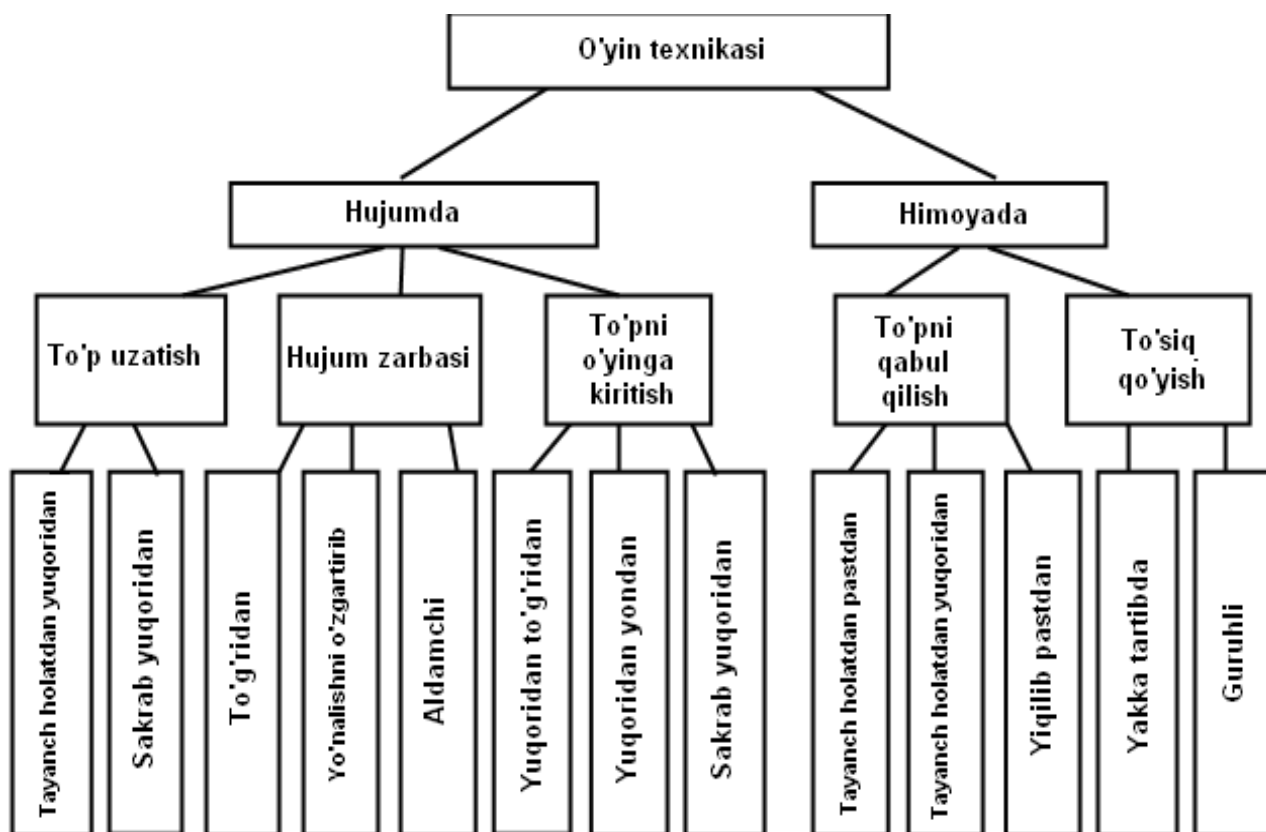 O'yin texnikasi
Hujumda
Himoyada
To'p uzatish
Hujum zarbasi
To'pni
o'yinga
kiritish
To'pni
qabul
qilish
To'siq
qo'yish
Tayanch holatdan yuqoridan
Sakrab yuqoridan
To'g'ridan
Yo'nalishni o'zgartirib
Aldamchi
Yuqoridan to'g'ridan
Yuqoridan yondan
Sakrab yuqoridan
Tayanch holatdan pastdan
Tayanch holatdan yuqoridan
Yiqilib pastdan
Yakka tartibda
Guruhli